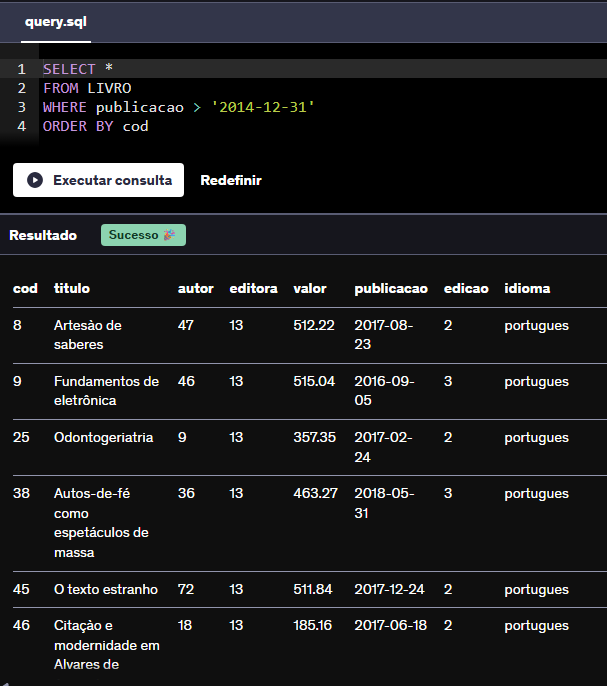 query.sql
1 SELECT *
2 FROM LIVRO
3 WHERE publicacao > '2014-12-31'
4 ORDER BY cod
Executar consulta Redefinir
Resultado Sucesso
cod titulo autor editora valor publicacao edicao idioma
8 Artesào de 47 13 512.22 2017-08- 2 portugues
saberes 23
9 Fundamentos de 46 13 515.04 2016-09- 3 portugues
eletrônica 05
25 Odontogeriatria 9 13 357.35 2017-02- 2 portugues
24
38 Autos-de-fé 36 13 463.27 2018-05- 3 portugues
como 31
espetáculos de
massa
45 O texto estranho 72 13 511.84 2017-12-24 2 portugues
46 Citaçào e 18 13 185.16 2017-06-18 2 portugues
modernidade em
Alvares de